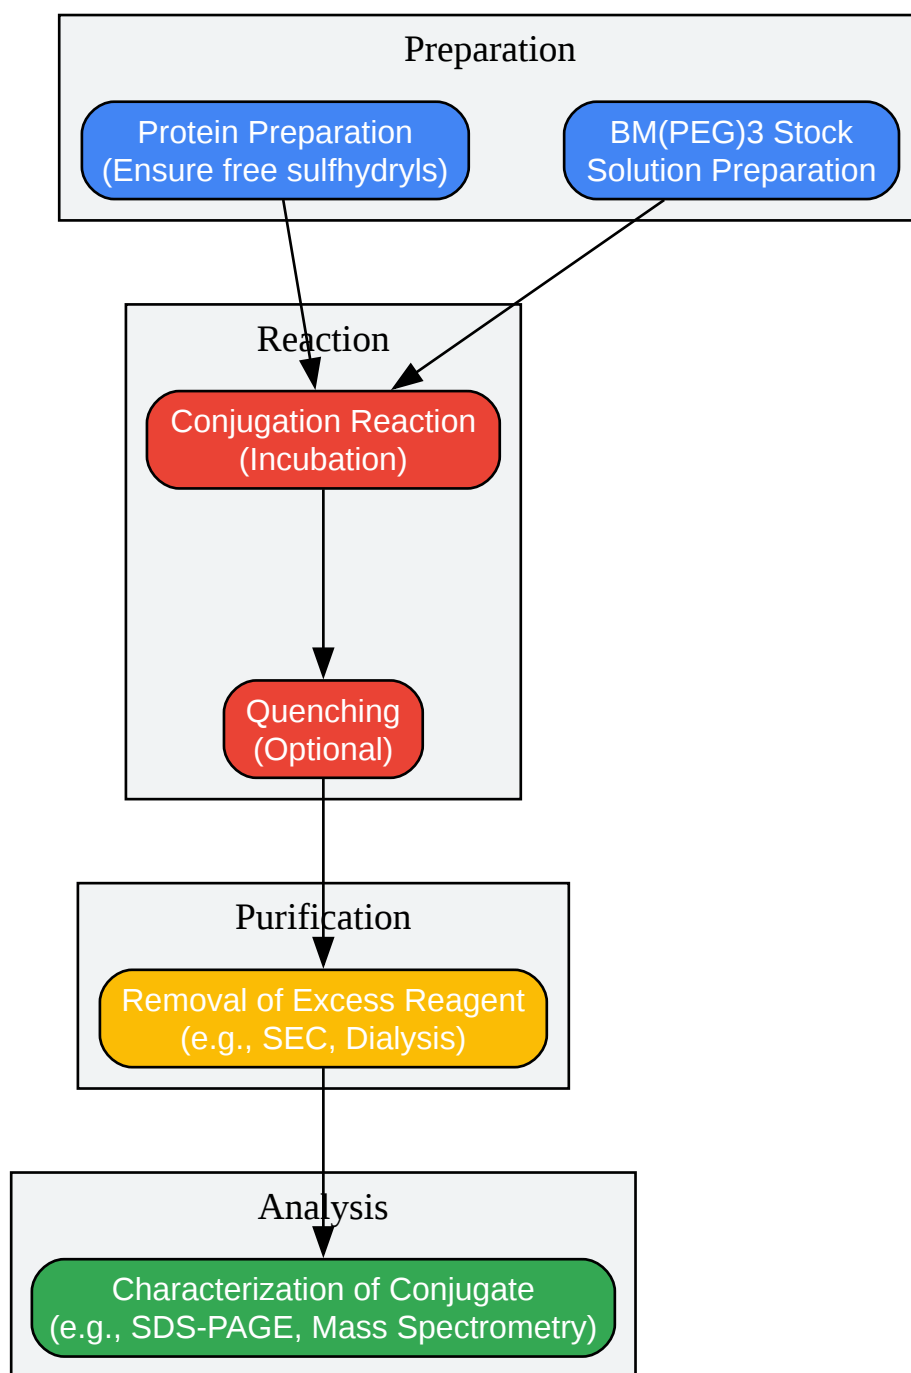 Preparation
Protein Preparation
(Ensure free sulfhydryls)
BM(PEG)3 Stock
Solution Preparation
Reaction
Conjugation Reaction
(Incubation)
Quenching
(Optional)
Purification
Removal of Excess Reagent
(e.g., SEC, Dialysis)
Analysis
Characterization of Conjugate
(e.g., SDS-PAGE, Mass Spectrometry)